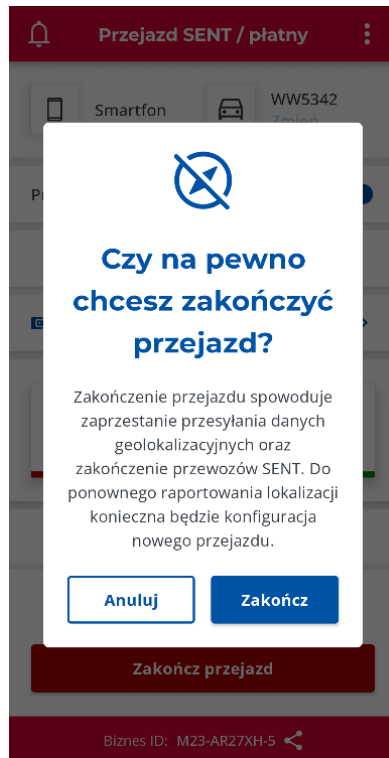 Przejazd SENT / płatny
Smartfon
WW5342
Zmień
Czy na pewno
chcesz zakończyć
przejazd?
Zakończenie przejazdu spowoduje
zaprzestanie przesyłania danych
geolokalizacyjnych oraz
zakończenie przewozów SENT. Do
ponownego raportowania lokalizacji
konieczna będzie konfiguracja
nowego przejazdu.
Anuluj
Zakończ
Zakończ przejazd
Biznes ID: M23-AR27XH-5